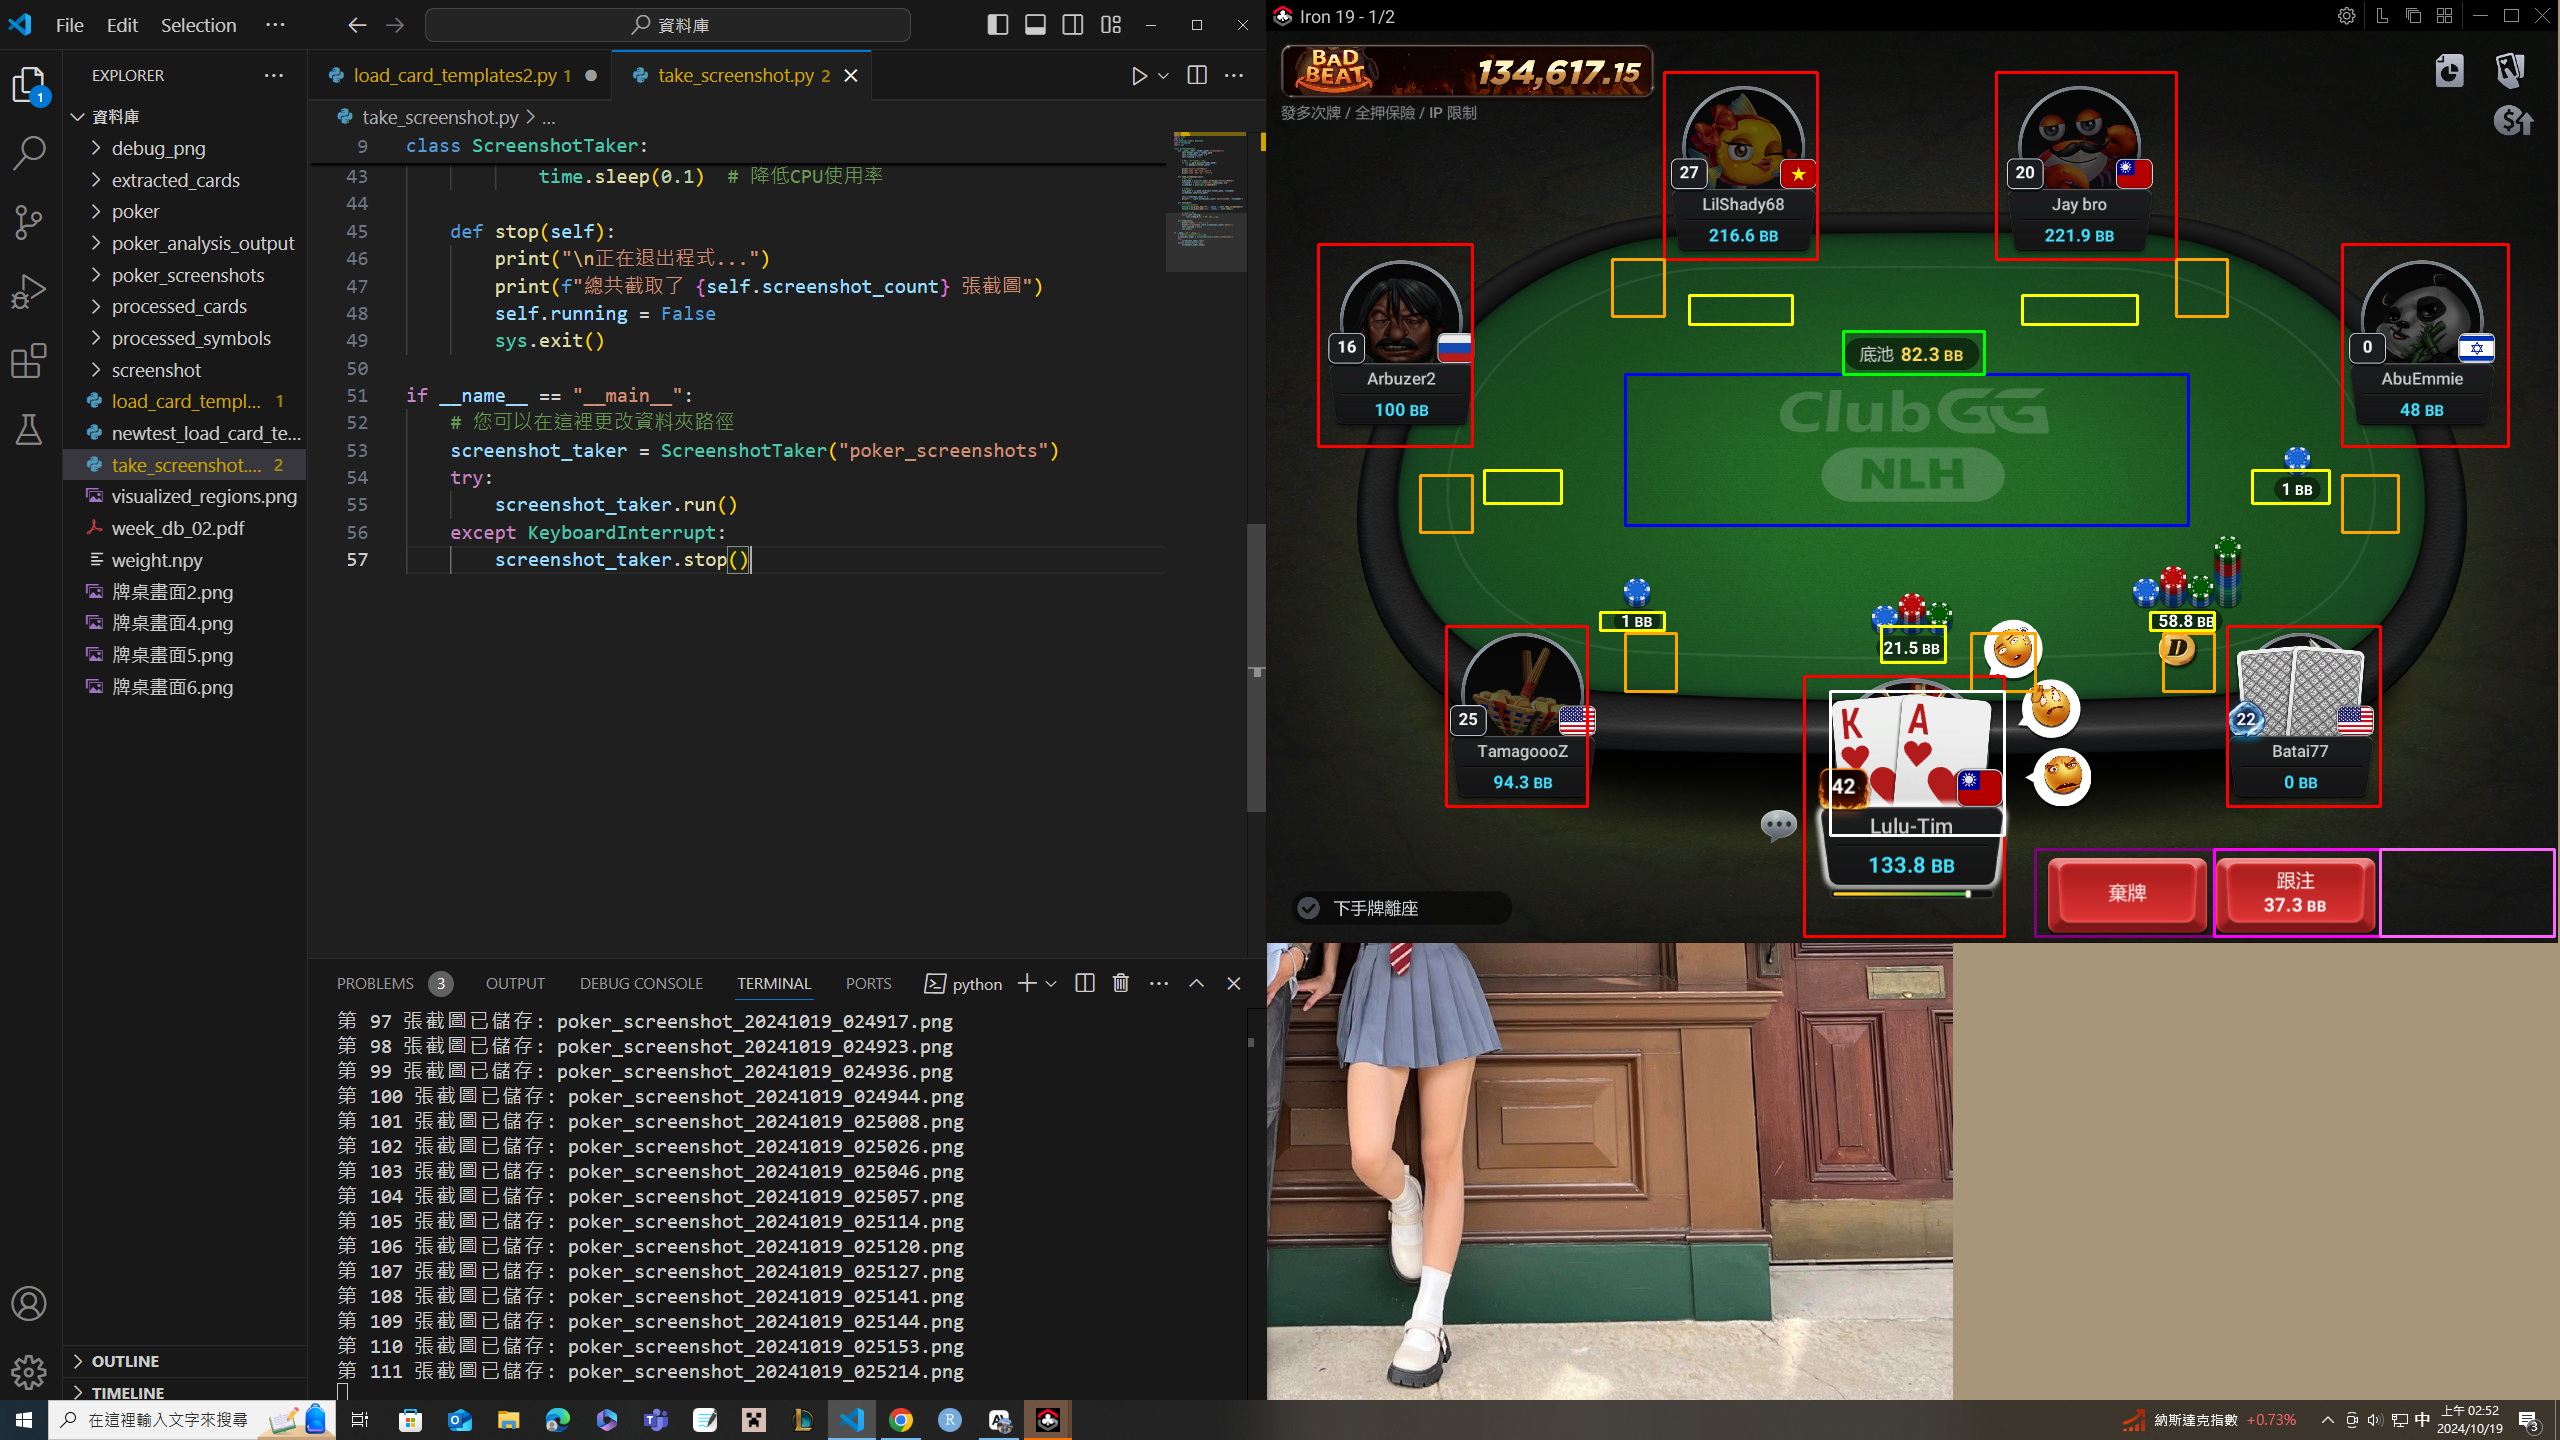 File Edit Selection ...
資料庫
EXPLORER
資料庫
debug_png
extracted_cards
poker
poker_analysis_output
poker_screenshots
processed_cards
processed_symbols
screenshot
load_card_templ... 1
newtest_load_card_te...
take_screenshot.... 2
visualized_regions.png
week_db_02.pdf
weight.npy
牌桌畫面2.png
牌桌畫面4.png
牌桌畫面5.png
牌桌畫面6.png
OUTLINE
TIMELINE
1
load_card_templates2.py 1
take_screenshot.py 2
take_screenshot.py > ...
9 class ScreenshotTaker:
43 time.sleep(0.1) # 降低CPU使用率
44
45 def stop(self):
46 print("\n正在退出程式...")
47 print(f"總共截取了 {self.screenshot_count} 張截圖")
48 self.running = False
49 sys.exit()
50
51 if __name__ == "__main__":
52 # 您可以在這裡更改資料夾路徑
53 screenshot_taker = ScreenshotTaker("poker_screenshots")
54 try:
55 screenshot_taker.run()
56 except KeyboardInterrupt:
57 screenshot_taker.stop()
PROBLEMS 3 OUTPUT DEBUG CONSOLE TERMINAL PORTS python
第 97 張截圖已儲存: poker_screenshot_20241019_024917.png
第 98 張截圖已儲存: poker_screenshot_20241019_024923.png
第 99 張截圖已儲存: poker_screenshot_20241019_024936.png
第 100 張截圖已儲存: poker_screenshot_20241019_024944.png
第 101 張截圖已儲存: poker_screenshot_20241019_025008.png
第 102 張截圖已儲存: poker_screenshot_20241019_025026.png
第 103 張截圖已儲存: poker_screenshot_20241019_025046.png
第 104 張截圖已儲存: poker_screenshot_20241019_025057.png
第 105 張截圖已儲存: poker_screenshot_20241019_025114.png
第 106 張截圖已儲存: poker_screenshot_20241019_025120.png
第 107 張截圖已儲存: poker_screenshot_20241019_025127.png
第 108 張截圖已儲存: poker_screenshot_20241019_025141.png
第 109 張截圖已儲存: poker_screenshot_20241019_025144.png
第 110 張截圖已儲存: poker_screenshot_20241019_025153.png
第 111 張截圖已儲存: poker_screenshot_20241019_025214.png
Iron 19 - 1/2
BAD BEAT 134,617.15
發多次牌 / 全押保險 / IP 限制
27
LilShady68
216.6 BB
20
Jay bro
221.9 BB
16
Arbuzer2
100 BB
0
AbuEmmie
48 BB
底池 82.3 BB
ClubGG
NLH
1 BB
1 BB
21.5 BB
58.8 BB
D
25
TamagoooZ
94.3 BB
K A
42
Lulu-Tim
133.8 BB
22
Batai77
0 BB
下手牌離座
棄牌
跟注
37.3 BB
在這裡輸入文字來搜尋
納斯達克指數 +0.73%
中
上午 02:52
2024/10/19
3